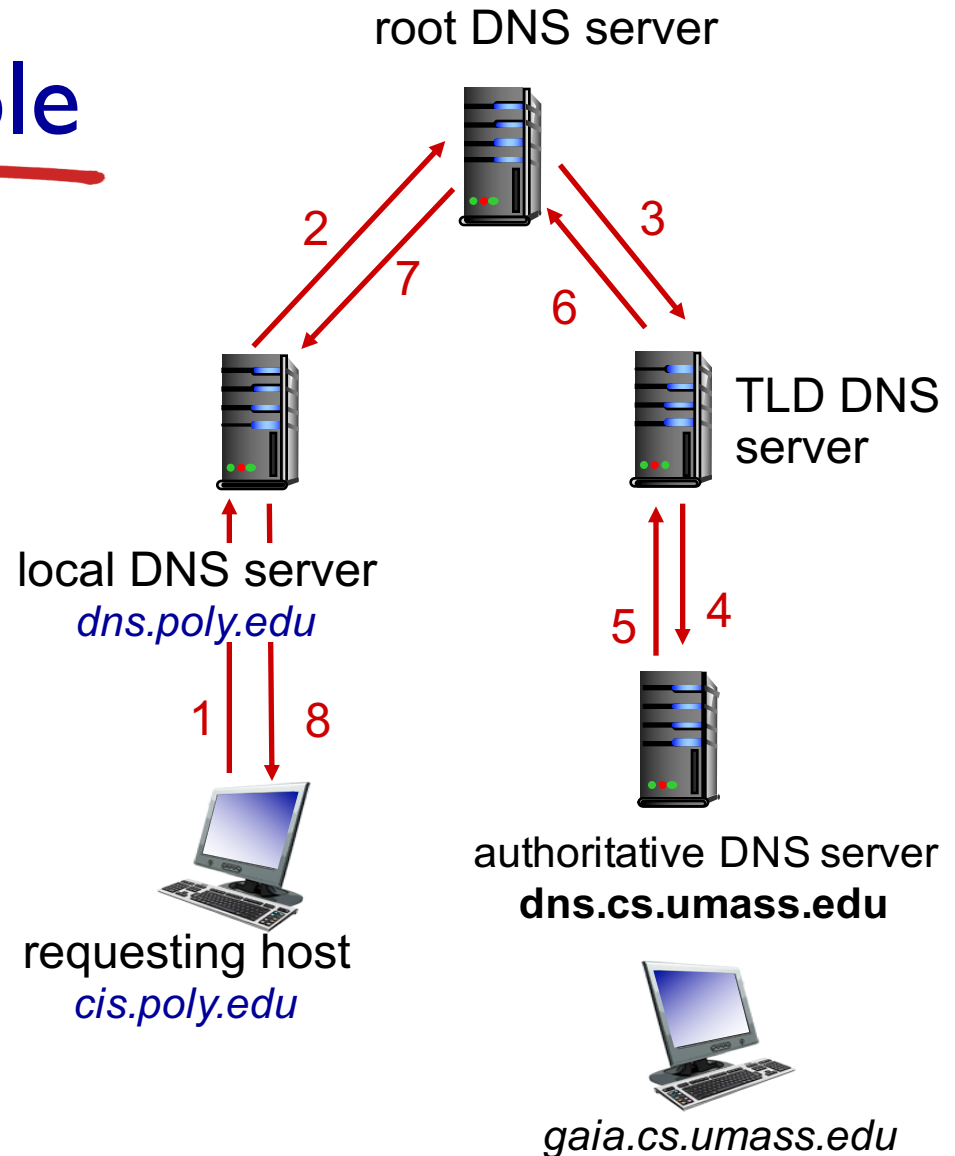 root DNS server
2
3
7
6
TLD DNS
server
local DNS server
dns.poly.edu
5
4
1
8
authoritative DNS server
dns.cs.umass.edu
requesting host
cis.poly.edu
gaia.cs.umass.edu